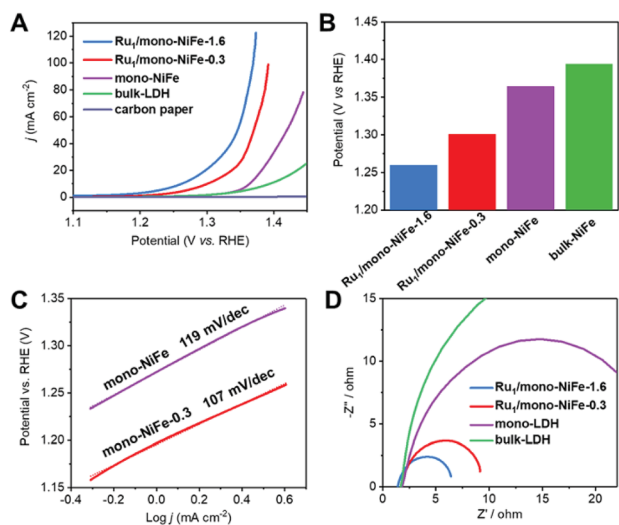 A
Ru₁/mono-NiFe-1.6
Ru₁/mono-NiFe-0.3
mono-NiFe
bulk-LDH
carbon paper
j (mA cm⁻²)
120
100
80
60
40
20
0
1.1 1.2 1.3 1.4
Potential (V vs. RHE)
B
Potential (V vs RHE)
1.45
1.40
1.35
1.30
1.25
1.20
Ru₁/mono-NiFe-1.6
Ru₁/mono-NiFe-0.3
mono-NiFe
bulk-NiFe
C
Potential vs. RHE (V)
1.35
1.30
1.25
1.20
1.15
mono-NiFe 119 mV/dec
mono-NiFe-0.3 107 mV/dec
-0.4 -0.2 0.0 0.2 0.4 0.6
Log j (mA cm⁻²)
D
-Z'' / ohm
15
10
5
0
Ru₁/mono-NiFe-1.6
Ru₁/mono-NiFe-0.3
mono-LDH
bulk-LDH
0 5 10 15 20
Z' / ohm